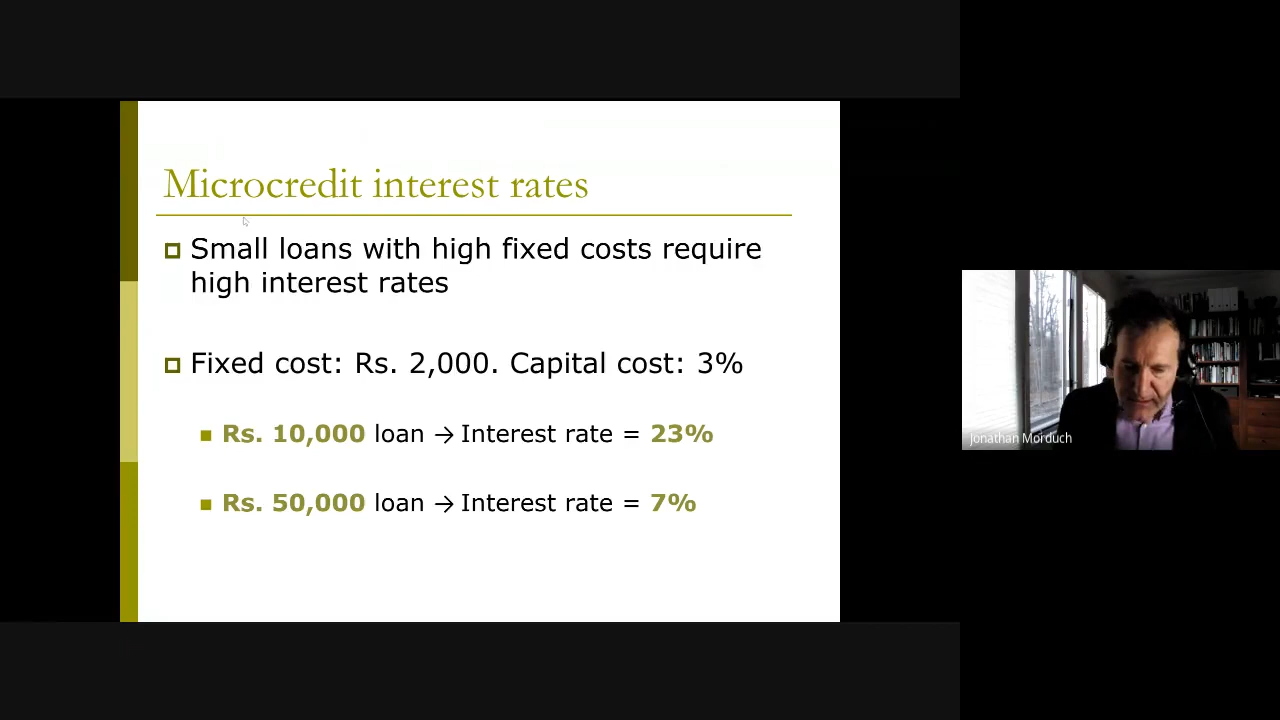 Microcredit interest rates
Small loans with high fixed costs require
high interest rates
Fixed cost: Rs. 2,000. Capital cost: 3%
Rs. 10,000 loan → Interest rate = 23%
Rs. 50,000 loan → Interest rate = 7%
Jonathan Morduch